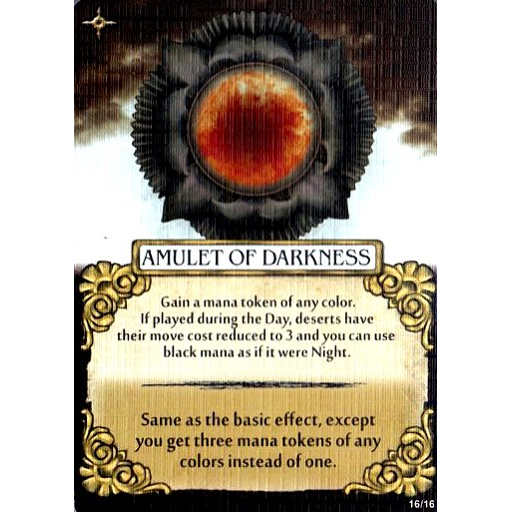 AMULET OF DARKNESS
Gain a mana token of any color.
If played during the Day, deserts have
their move cost reduced to 3 and you can use
black mana as if it were Night.
Same as the basic effect, except
you get three mana tokens of any
colors instead of one.
16/16